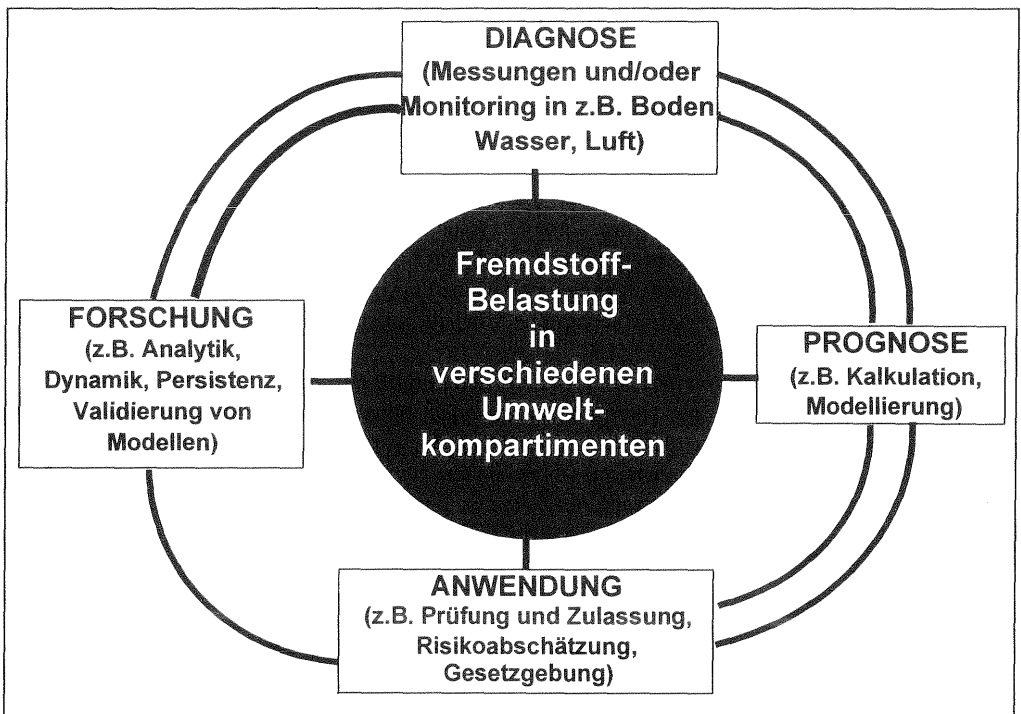 DIAGNOSE
(Messungen und/oder
Monitoring in z.B. Boden,
Wasser, Luft)
Fremdstoff-
Belastung
in
verschiedenen
Umwelt-
kompartimenten
FORSCHUNG
(z.B. Analytik,
Dynamik, Persistenz,
Validierung von
Modellen)
PROGNOSE
(z.B. Kalkulation,
Modellierung)
ANWENDUNG
(z.B. Prüfung und Zulassung,
Risikoabschätzung,
Gesetzgebung)